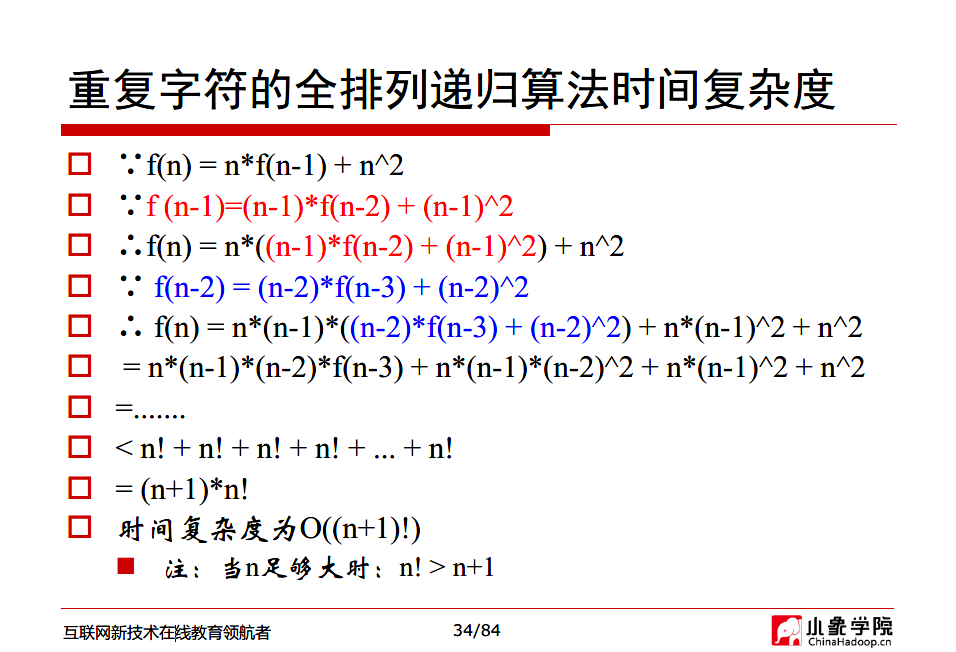 重复字符的全排列递归算法时间复杂度
∵f(n) = n*f(n-1) + n^2
∵f (n-1)=(n-1)*f(n-2) + (n-1)^2
∴f(n) = n*((n-1)*f(n-2) + (n-1)^2) + n^2
∵ f(n-2) = (n-2)*f(n-3) + (n-2)^2
∴ f(n) = n*(n-1)*((n-2)*f(n-3) + (n-2)^2) + n*(n-1)^2 + n^2
= n*(n-1)*(n-2)*f(n-3) + n*(n-1)*(n-2)^2 + n*(n-1)^2 + n^2
=.......
< n! + n! + n! + n! + ... + n!
= (n+1)*n!
时间复杂度为O((n+1)!)
注：当n足够大时：n! > n+1
互联网新技术在线教育领航者
34/84
小象学院
ChinaHadoop.cn